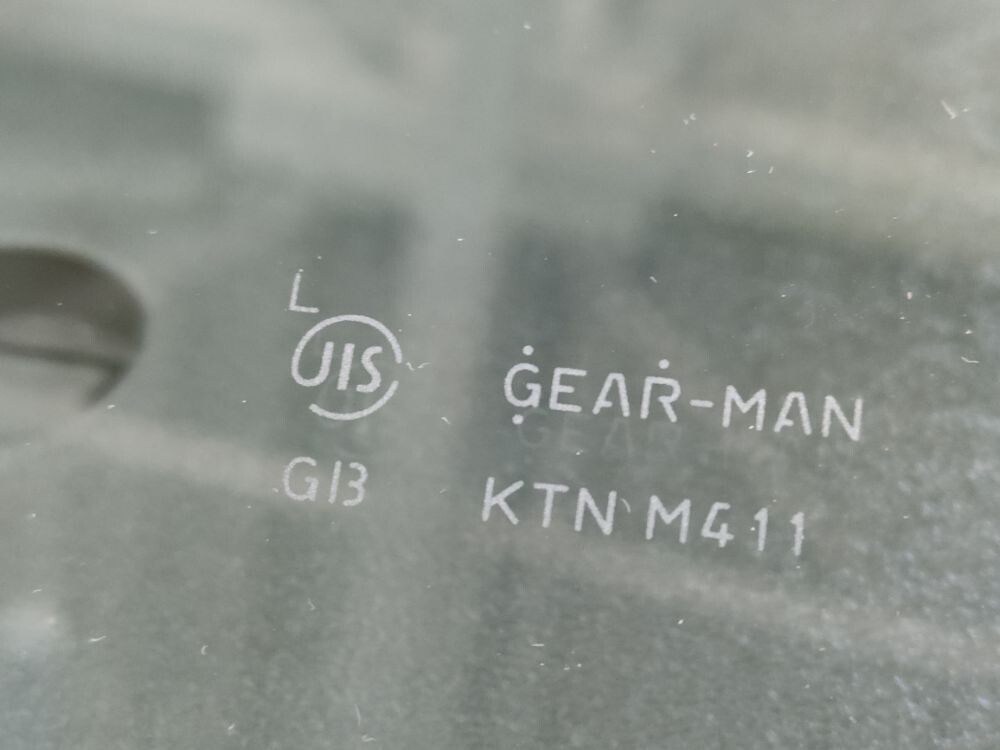 L
JIS
GEAR-MAN
G13
KTN M411